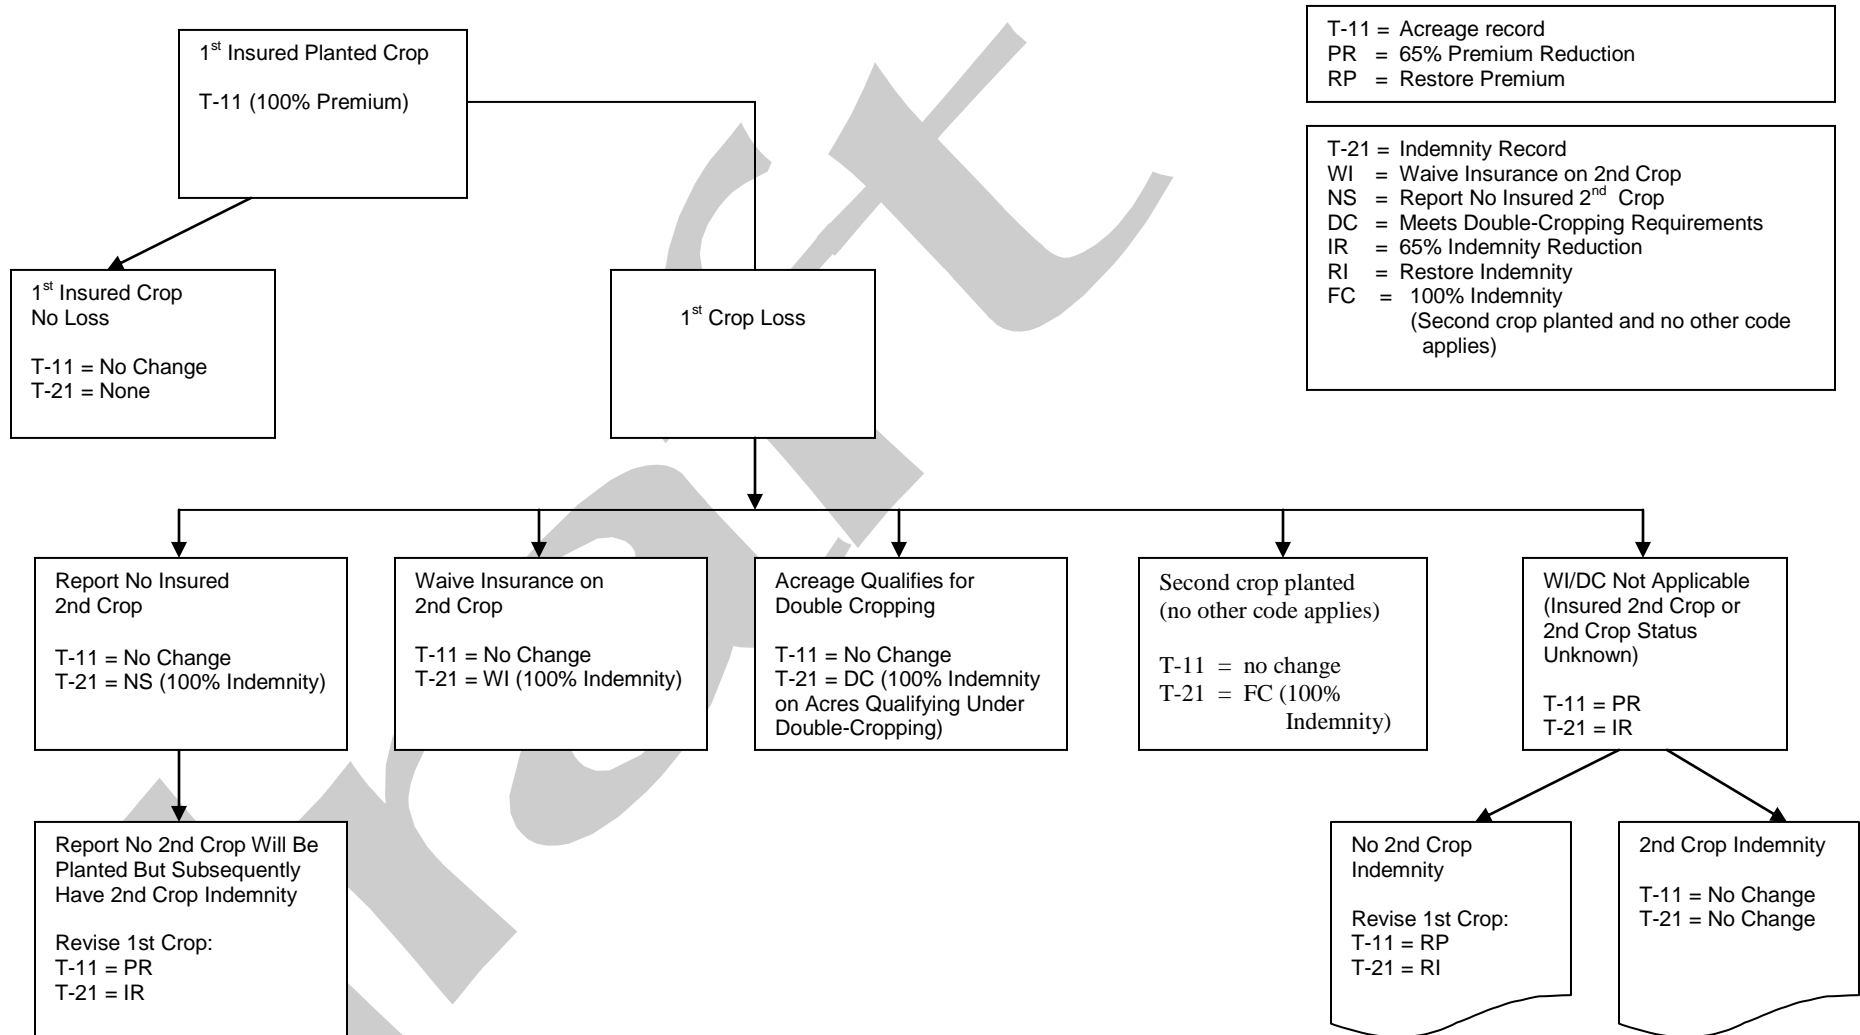 1st Insured Planted Crop
T-11 (100% Premium)
T-11 = Acreage record
PR = 65% Premium Reduction
RP = Restore Premium
T-21 = Indemnity Record
WI = Waive Insurance on 2nd Crop
NS = Report No Insured 2nd Crop
DC = Meets Double-Cropping Requirements
IR = 65% Indemnity Reduction
RI = Restore Indemnity
FC = 100% Indemnity
(Second crop planted and no other code
applies)
1st Insured Crop
No Loss
T-11 = No Change
T-21 = None
1st Crop Loss
Report No Insured
2nd Crop
T-11 = No Change
T-21 = NS (100% Indemnity)
Waive Insurance on
2nd Crop
T-11 = No Change
T-21 = WI (100% Indemnity)
Acreage Qualifies for
Double Cropping
T-11 = No Change
T-21 = DC (100% Indemnity
on Acres Qualifying Under
Double-Cropping)
Second crop planted
(no other code applies)
T-11 = no change
T-21 = FC (100%
Indemnity)
WI/DC Not Applicable
(Insured 2nd Crop or
2nd Crop Status
Unknown)
T-11 = PR
T-21 = IR
Report No 2nd Crop Will Be
Planted But Subsequently
Have 2nd Crop Indemnity
Revise 1st Crop:
T-11 = PR
T-21 = IR
No 2nd Crop
Indemnity
Revise 1st Crop:
T-11 = RP
T-21 = RI
2nd Crop Indemnity
T-11 = No Change
T-21 = No Change
Draft